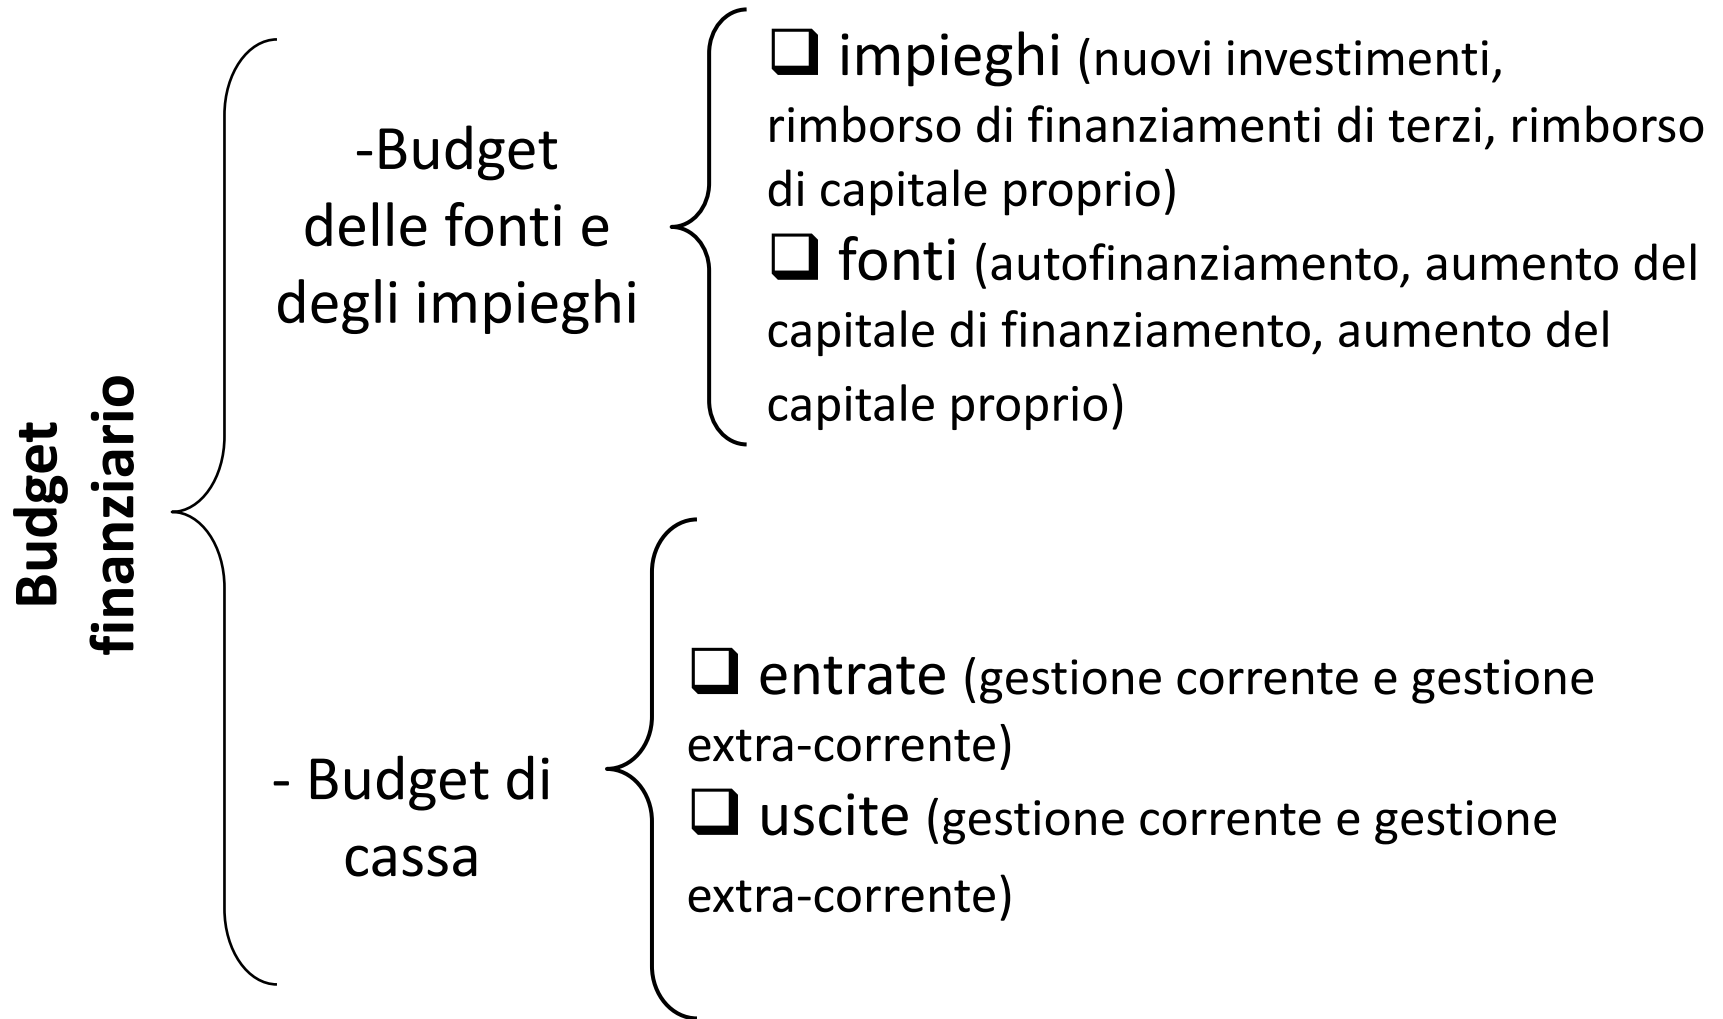 Budget
finanziario
-Budget
delle fonti e
degli impieghi
❑ impieghi (nuovi investimenti,
rimborso di finanziamenti di terzi, rimborso
di capitale proprio)
❑ fonti (autofinanziamento, aumento del
capitale di finanziamento, aumento del
capitale proprio)
- Budget di
cassa
❑ entrate (gestione corrente e gestione
extra-corrente)
❑ uscite (gestione corrente e gestione
extra-corrente)